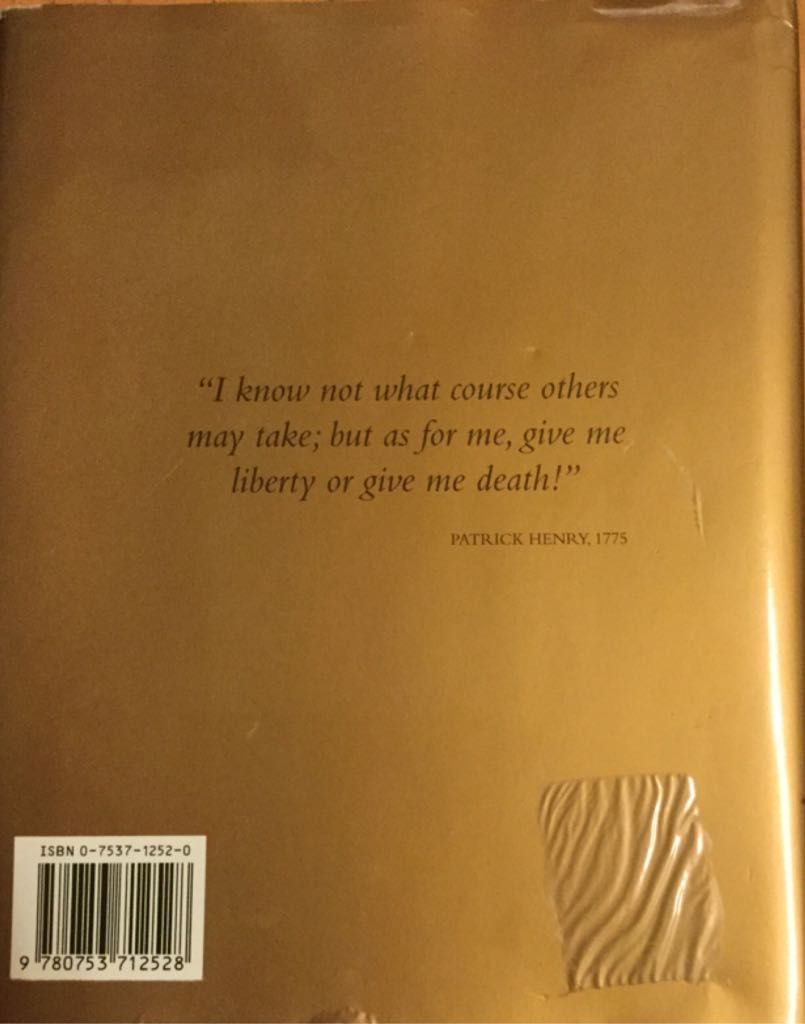 “I know not what course others
may take; but as for me, give me
liberty or give me death!”
PATRICK HENRY, 1775
ISBN 0-7537-1252-0
9 780753 712528